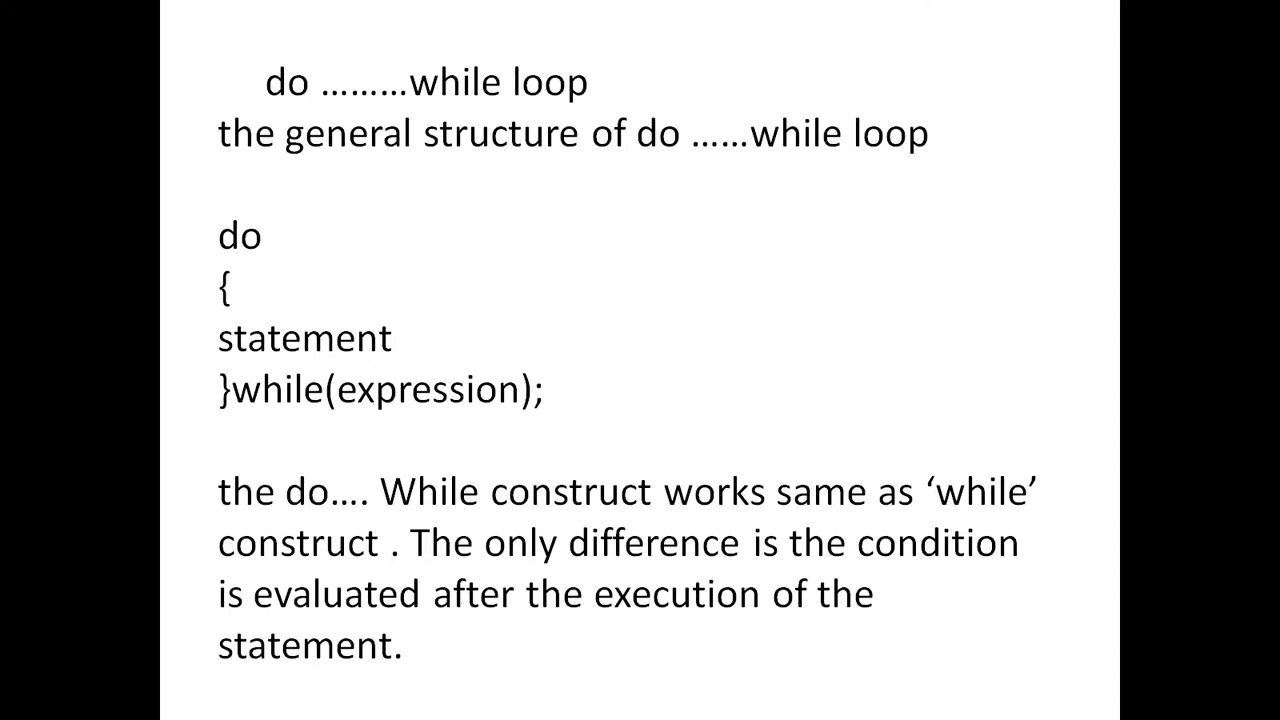 do ………while loop
the general structure of do ……while loop
do
{
statement
}while(expression);
the do…. While construct works same as ‘while’
construct . The only difference is the condition
is evaluated after the execution of the
statement.